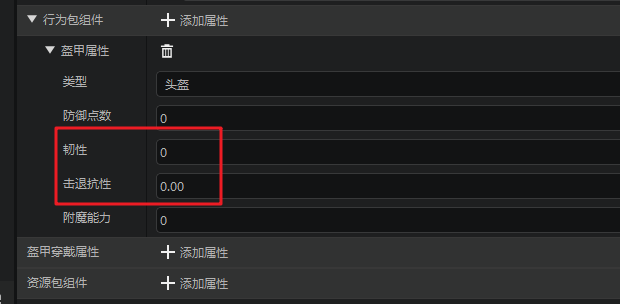 行为包组件 添加属性
盔甲属性
类型 头盔
防御点数 0
韧性 0
击退抗性 0.00
附魔能力 0
盔甲穿戴属性 添加属性
资源包组件 添加属性